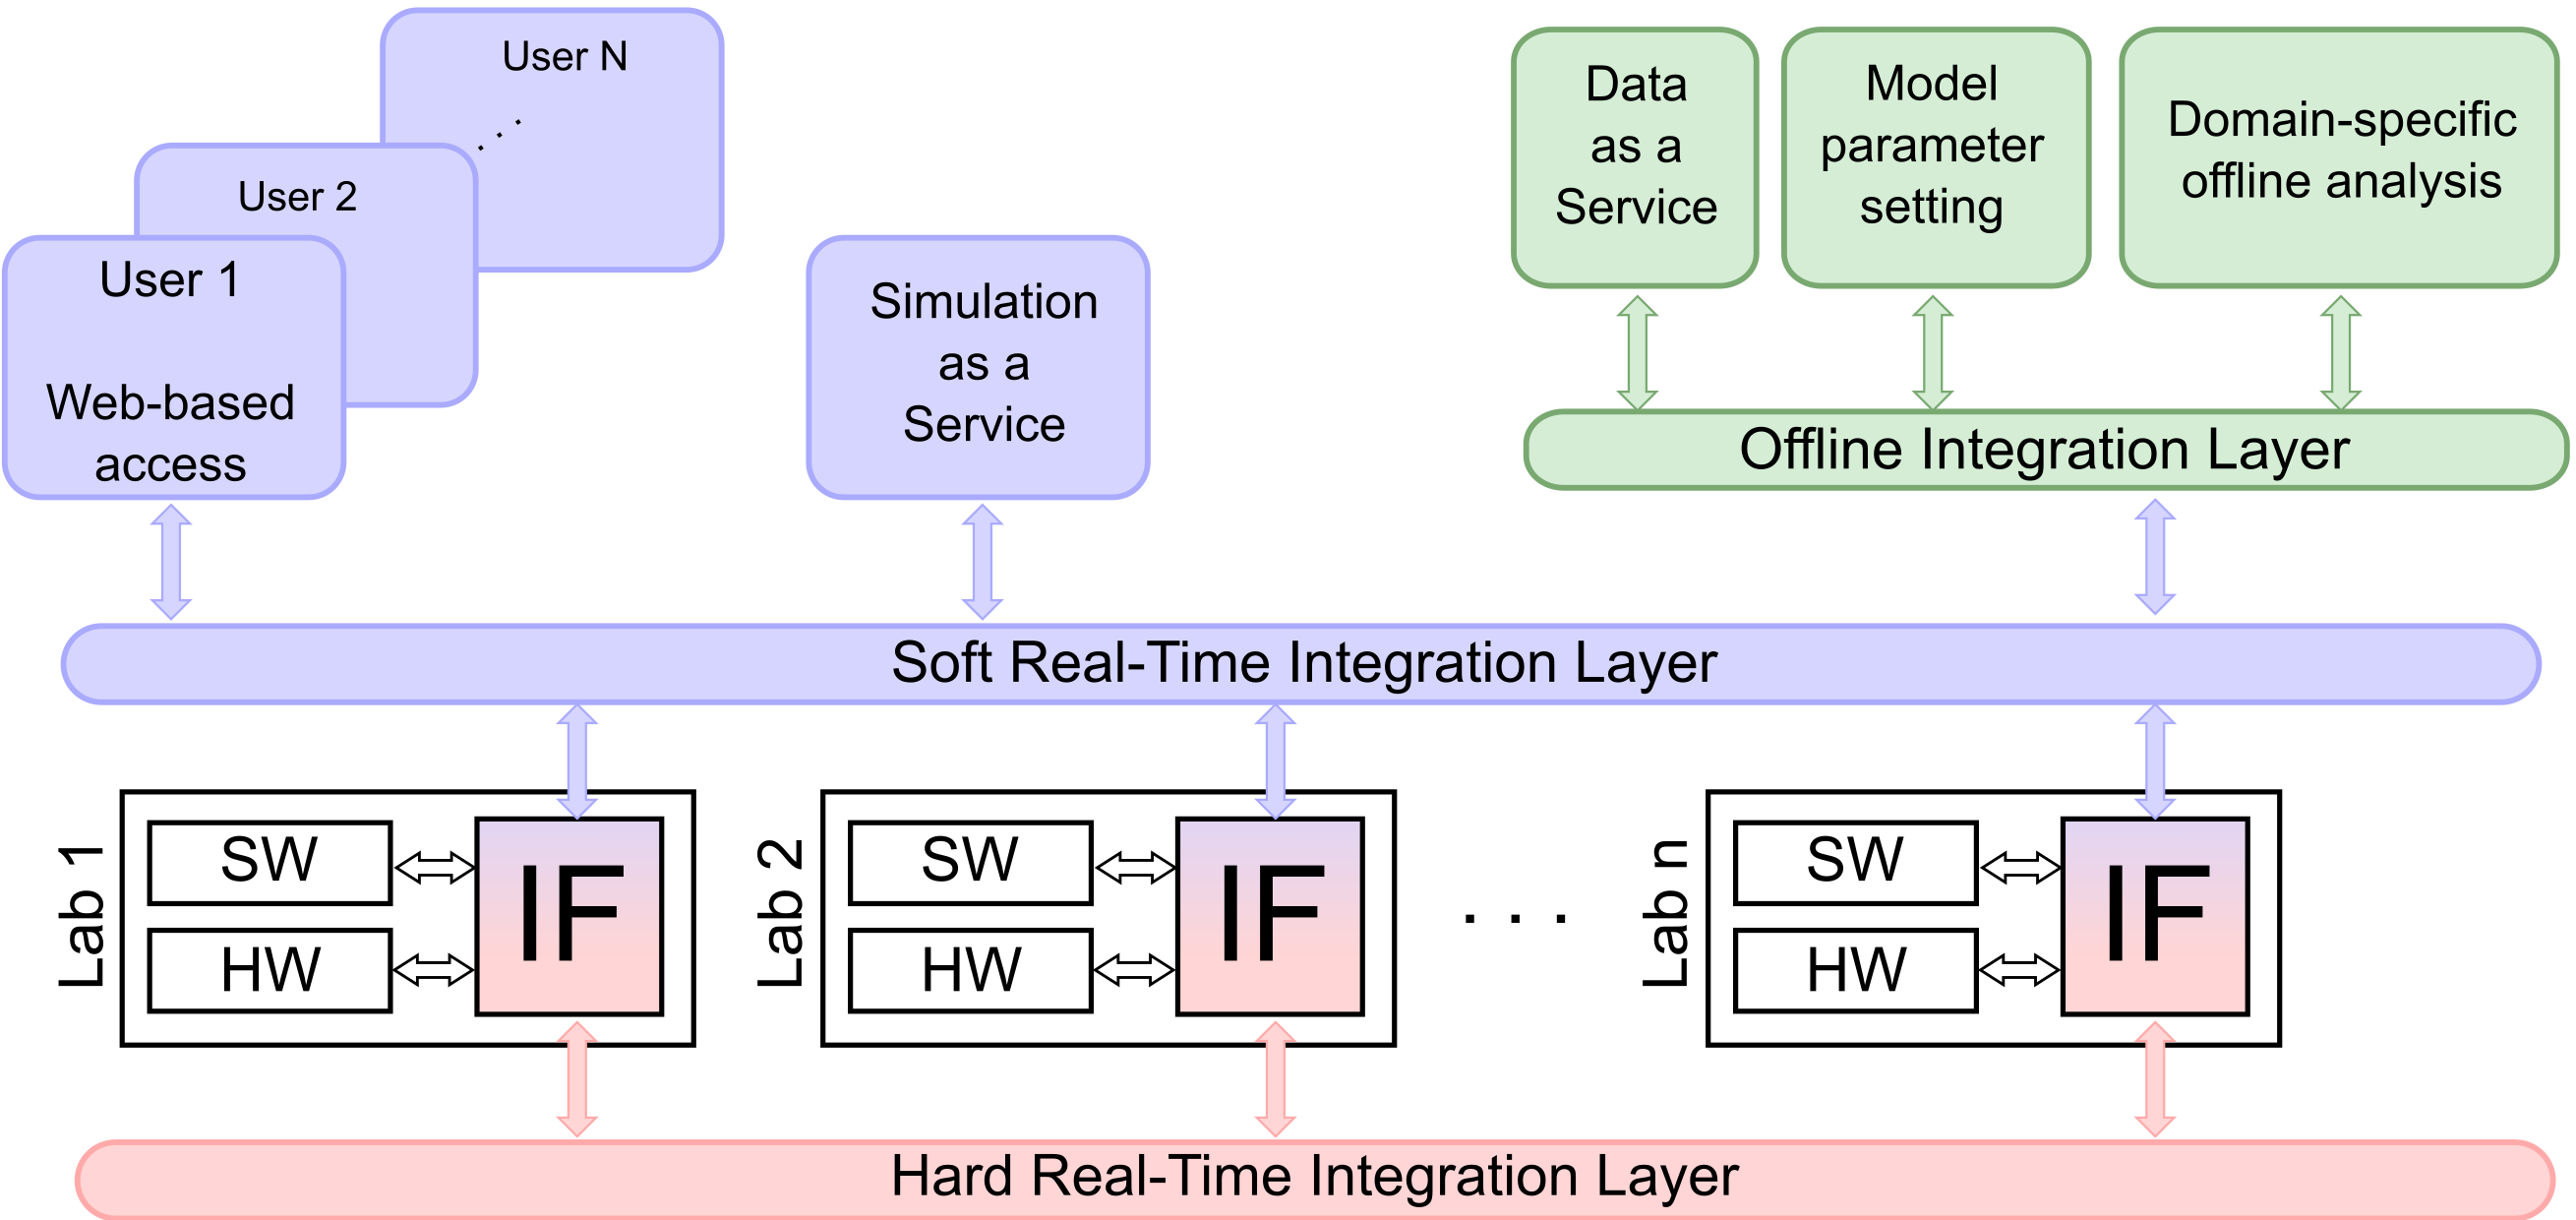 User N
User 2
User 1
Web-based
access
Simulation
as a
Service
Data
as a
Service
Model
parameter
setting
Domain-specific
offline analysis
Offline Integration Layer
Soft Real-Time Integration Layer
Lab 1
SW
HW
IF
Lab 2
SW
HW
IF
. . .
Lab n
SW
HW
IF
Hard Real-Time Integration Layer